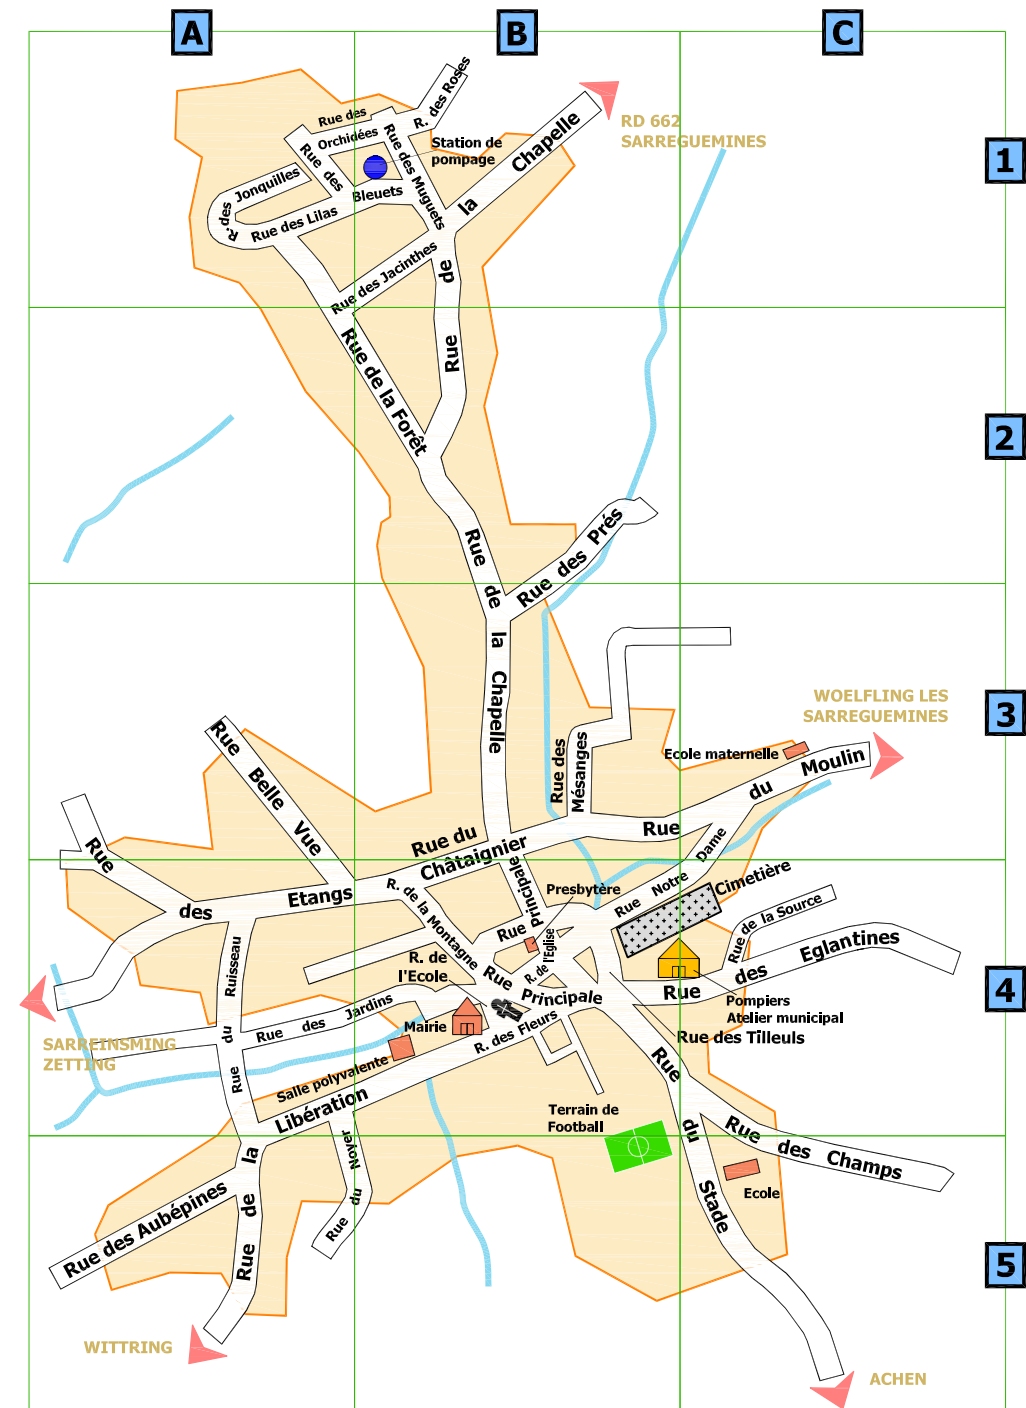 A
B
C
1
2
3
4
5
R. des Roses
Rue des
Orchidées
Rue des Muguets
Station de
pompage
RD 662
SARREGUEMINES
Rue des
Bleuets
R. des Jonquilles
Rue des Lilas
Rue des Jacinthes
Rue de la Chapelle
Rue de la Forêt
Rue des Prés
Rue de la Chapelle
WOELFLING LES
SARREGUEMINES
Ecole maternelle
Rue des
Mésanges
Rue du Moulin
Rue Belle Vue
Rue du
Châtaignier
Rue des Etangs
Rue Notre Dame
Cimetière
Presbytère
Rue Principale
R. de la Montagne
R. de l'Eglise
R. de
l'Ecole
Rue Principale
Rue de la Source
Rue des Eglantines
Pompiers
Atelier municipal
Rue des Tilleuls
Rue du Ruisseau
Rue des Jardins
Mairie
R. des Fleurs
SARREINSMING
ZETTING
Salle polyvalente
Rue de la Libération
Terrain de
Football
Rue du Stade
Rue des Champs
Ecole
Rue du Noyer
Rue des Aubépines
WITTRING
ACHEN